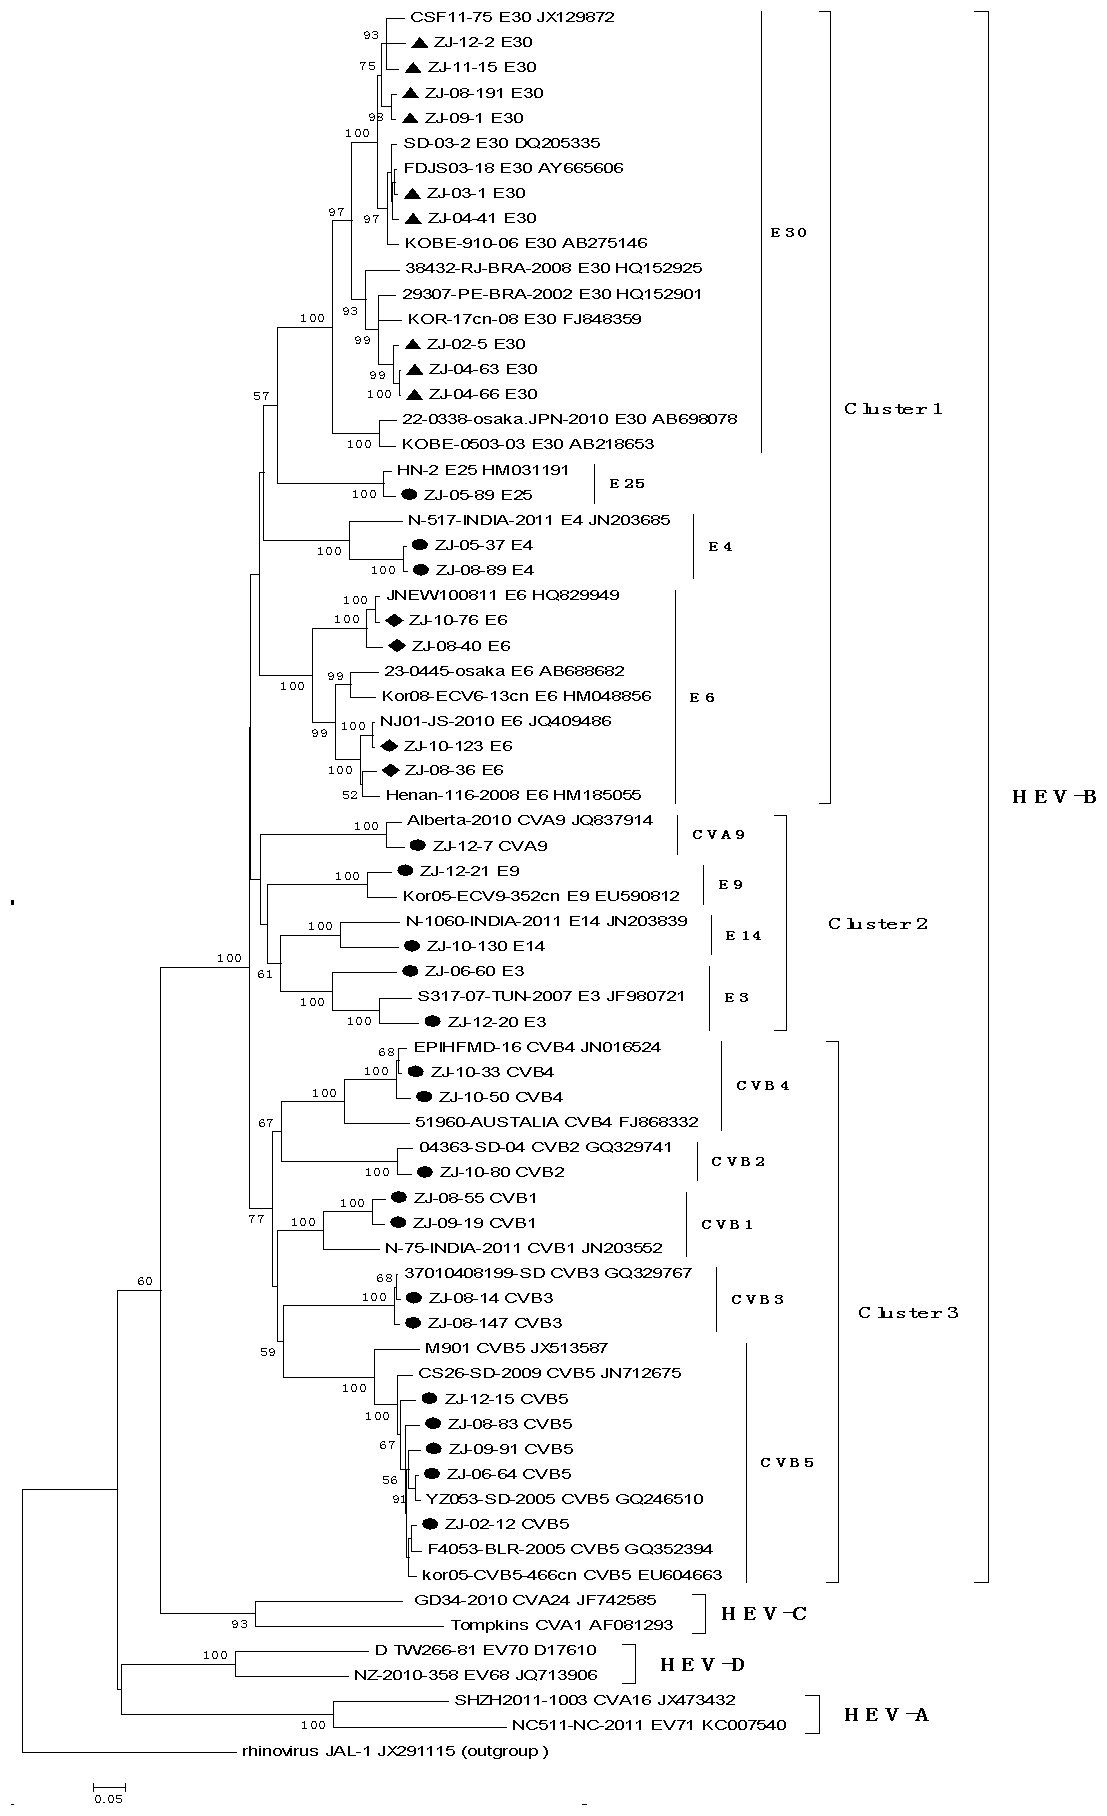 CSF11-75 E30 JX129872
93
ZJ-12-2 E30
75
ZJ-11-15 E30
ZJ-08-191 E30
98
ZJ-09-1 E30
100
SD-03-2 E30 DQ205335
FDJS03-18 E30 AY665606
ZJ-03-1 E30
97
97
ZJ-04-41 E30
E30
KOBE-910-06 E30 AB275146
38432-RJ-BRA-2008 E30 HQ152925
29307-PE-BRA-2002 E30 HQ152901
93
100
KOR-17cn-08 E30 FJ848359
99
ZJ-02-5 E30
99
ZJ-04-63 E30
100
ZJ-04-66 E30
57
Cluster 1
22-0338-osaka.JPN-2010 E30 AB698078
100
KOBE-0503-03 E30 AB218653
HN-2 E25 HM031191
E25
100
ZJ-05-89 E25
N-517-INDIA-2011 E4 JN203685
100
ZJ-05-37 E4
E4
100
ZJ-08-89 E4
100
JNEW100811 E6 HQ829949
100
ZJ-10-76 E6
ZJ-08-40 E6
99
23-0445-osaka E6 AB688682
100
Kor08-ECV6-13cn E6 HM048856
E6
100
NJ01-JS-2010 E6 JQ409486
99
ZJ-10-123 E6
100
ZJ-08-36 E6
52
Henan-116-2008 E6 HM185055
HEV-B
100
Alberta-2010 CVA9 JQ837914
CVA9
ZJ-12-7 CVA9
100
ZJ-12-21 E9
E9
Kor05-ECV9-352cn E9 EU590812
100
N-1060-INDIA-2011 E14 JN203839
Cluster 2
E14
ZJ-10-130 E14
100
61
ZJ-06-60 E3
100
S317-07-TUN-2007 E3 JF980721
E3
100
ZJ-12-20 E3
68
EPIHFMD-16 CVB4 JN016524
100
ZJ-10-33 CVB4
CVB4
100
ZJ-10-50 CVB4
67
51960-AUSTALIA CVB4 FJ868332
04363-SD-04 CVB2 GQ329741
CVB2
100
ZJ-10-80 CVB2
100
ZJ-08-55 CVB1
77
100
ZJ-09-19 CVB1
CVB1
N-75-INDIA-2011 CVB1 JN203552
60
68
37010408199-SD CVB3 GQ329767
100
ZJ-08-14 CVB3
CVB3
Cluster 3
ZJ-08-147 CVB3
59
M901 CVB5 JX513587
100
CS26-SD-2009 CVB5 JN712675
100
ZJ-12-15 CVB5
ZJ-08-83 CVB5
67
ZJ-09-91 CVB5
CVB5
56
ZJ-06-64 CVB5
91
YZ053-SD-2005 CVB5 GQ246510
ZJ-02-12 CVB5
F4053-BLR-2005 CVB5 GQ352394
kor05-CVB5-466cn CVB5 EU604663
GD34-2010 CVA24 JF742585
HEV-C
93
Tompkins CVA1 AF081293
100
D TW266-81 EV70 D17610
HEV-D
NZ-2010-358 EV68 JQ713906
SHZH2011-1003 CVA16 JX473432
HEV-A
100
NC511-NC-2011 EV71 KC007540
rhinovirus JAL-1 JX291115 (outgroup )
0.05